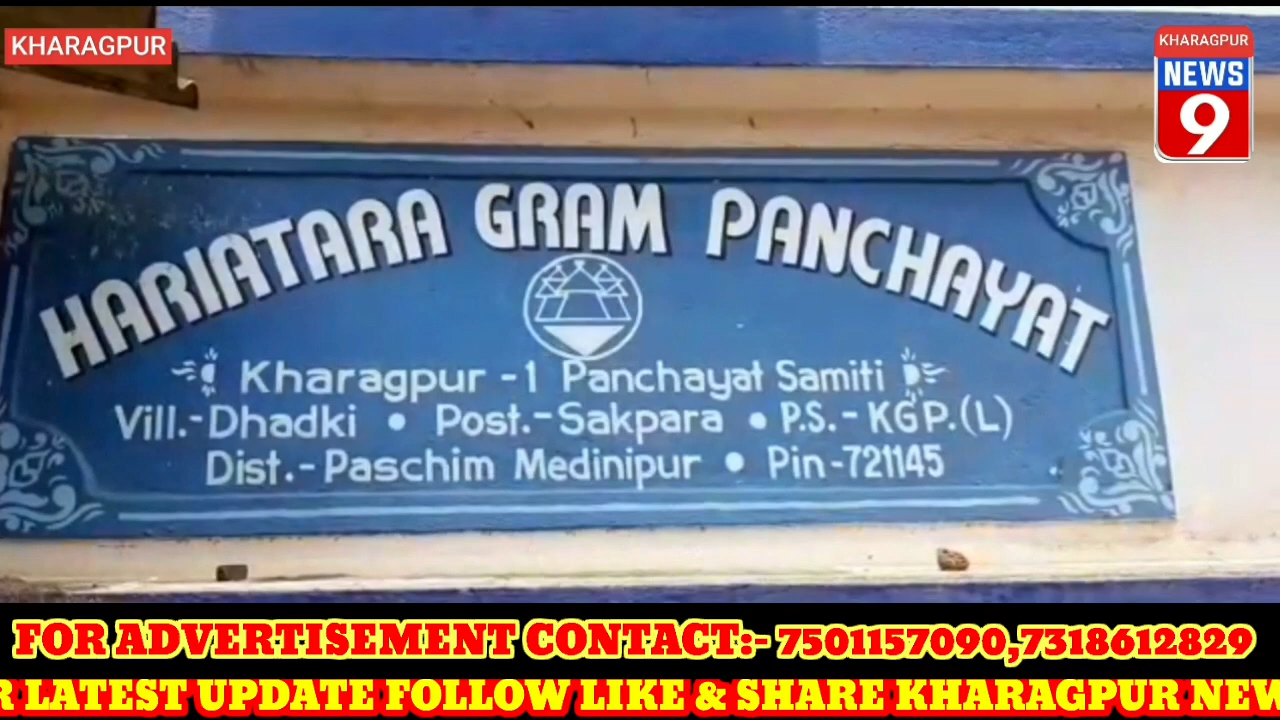 KHARAGPUR
KHARAGPUR
NEWS
9
HARIATARA GRAM PANCHAYAT
Kharagpur -1 Panchayat Samiti
Vill.-Dhadki • Post.-Sakpara • P.S.- KGP.(L)
Dist.-Paschim Medinipur • Pin-721145
FOR ADVERTISEMENT CONTACT:- 7501157090,7318612829
R LATEST UPDATE FOLLOW LIKE & SHARE KHARAGPUR NEW